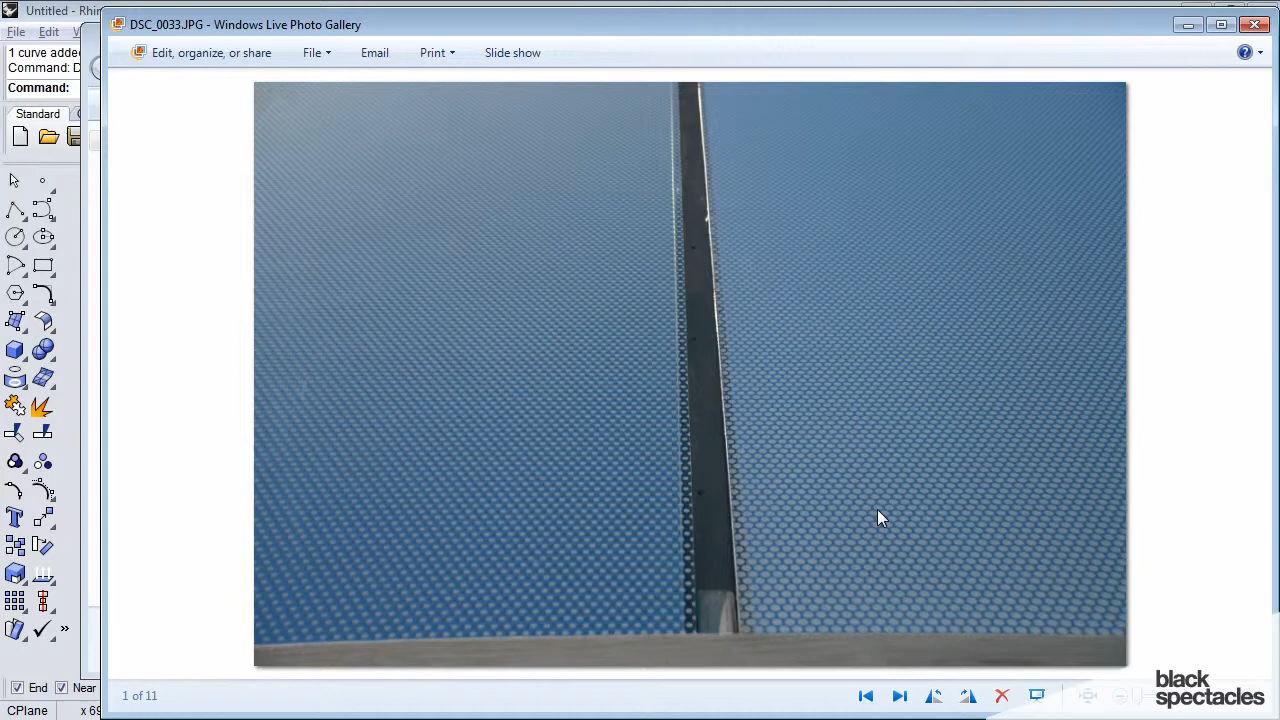 Untitled - Rhin
DSC_0033.JPG - Windows Live Photo Gallery
File Edit V
Edit, organize, or share File Email Print Slide show
1 curve adde
Command: D
Command:
Standard
End Near
CPlane x 69
1 of 11
black
spectacles